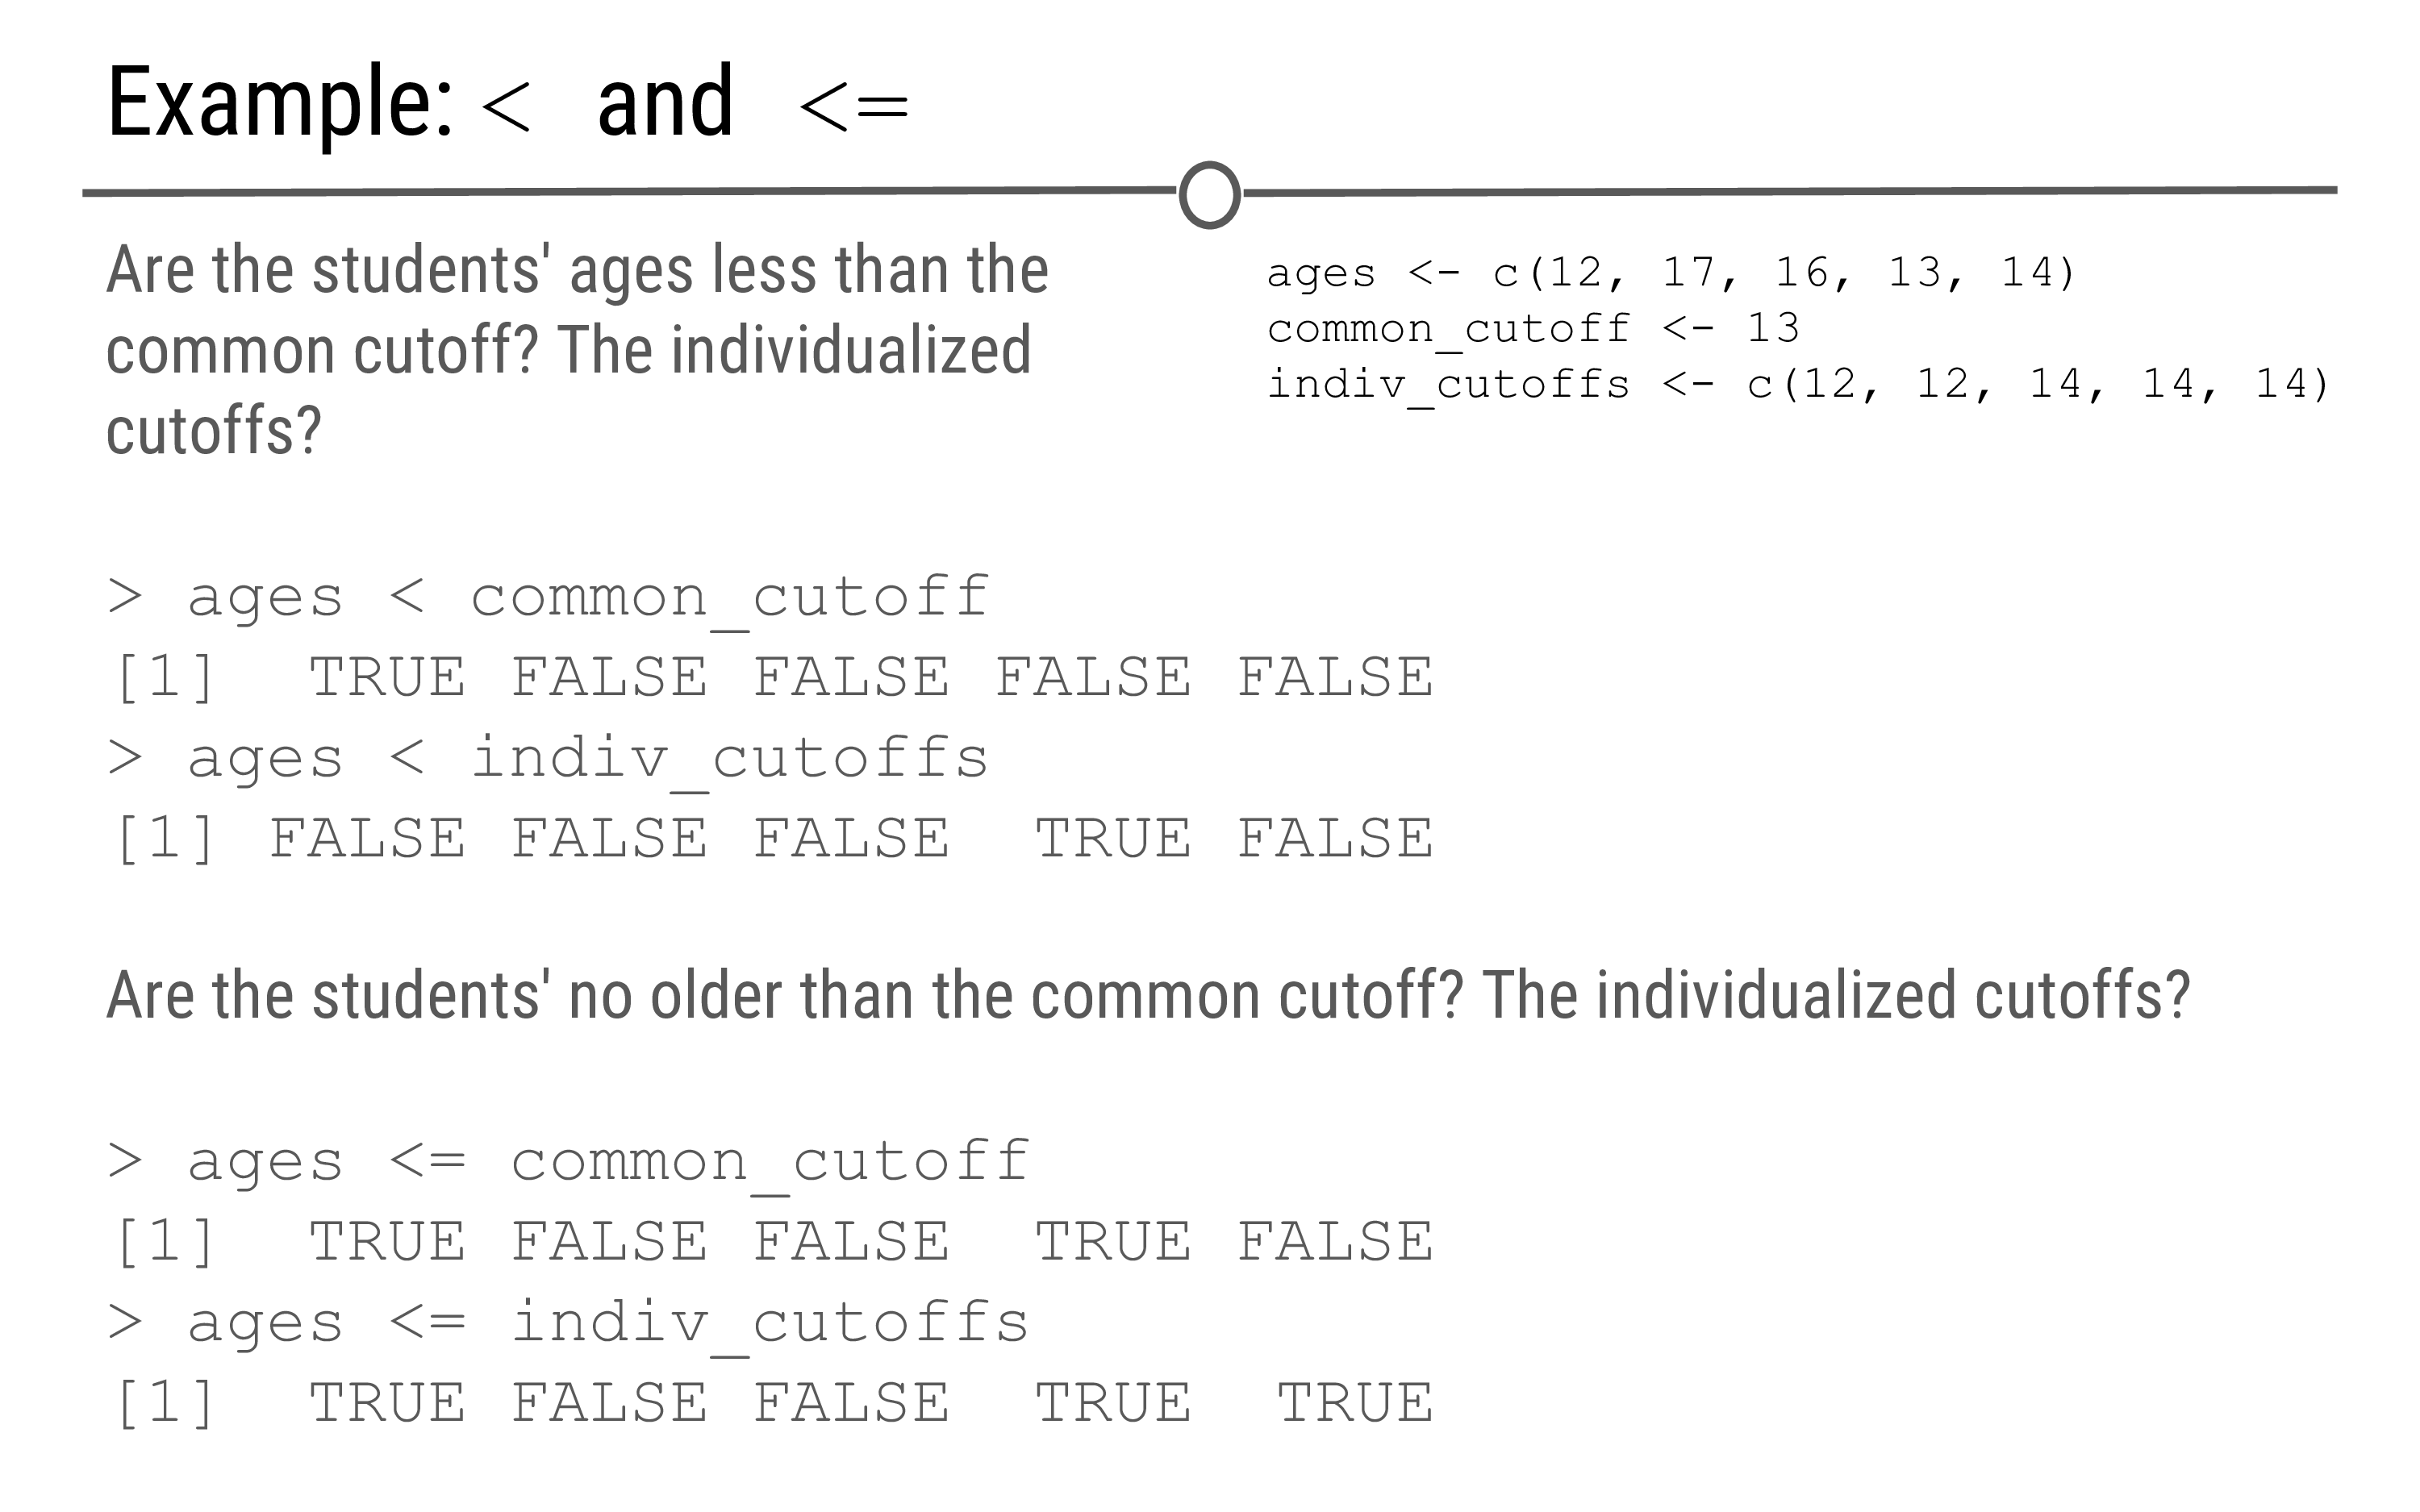 Example: < and <=
Are the students' ages less than the
common cutoff? The individualized
cutoffs?
ages <- c(12, 17, 16, 13, 14)
common_cutoff <- 13
indiv_cutoffs <- c(12, 12, 14, 14, 14)
> ages < common_cutoff
[1]  TRUE FALSE FALSE FALSE FALSE
> ages < indiv_cutoffs
[1] FALSE FALSE FALSE  TRUE FALSE
Are the students' no older than the common cutoff? The individualized cutoffs?
> ages <= common_cutoff
[1]  TRUE FALSE FALSE  TRUE FALSE
> ages <= indiv_cutoffs
[1]  TRUE FALSE FALSE  TRUE  TRUE